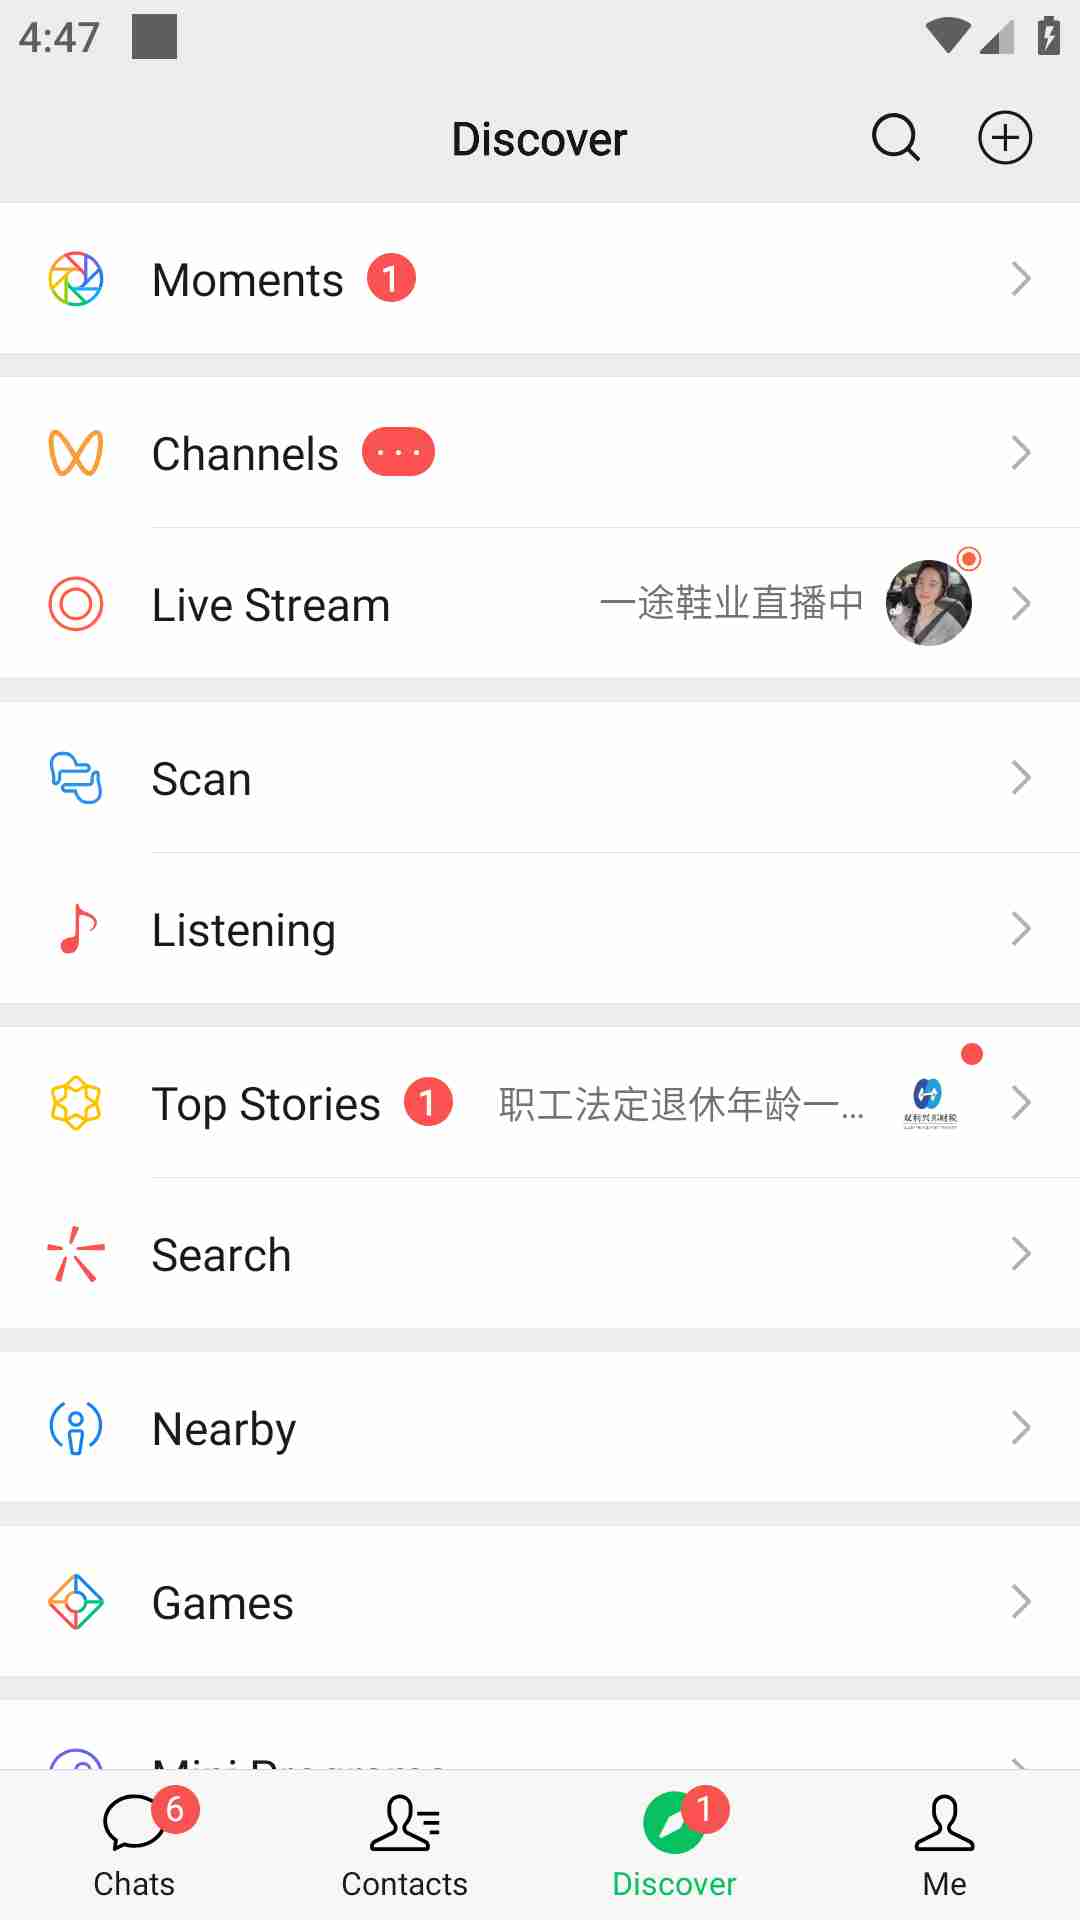 4:47
Discover
Moments 1
Channels
Live Stream 一途鞋业直播中
Scan
Listening
Top Stories 1 职工法定退休年龄一...
Search
Nearby
Games
Mini Programs
6 1
Chats Contacts Discover Me